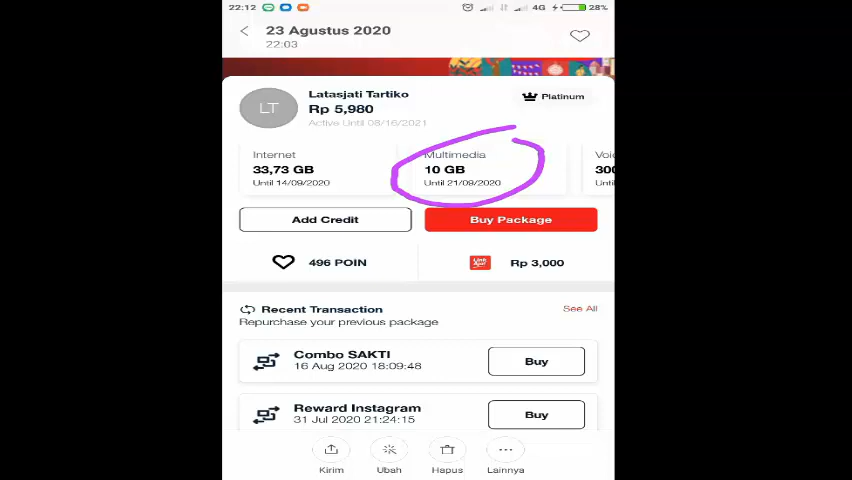 22:12 4G 28%
23 Agustus 2020
22:03
LT
Latasjati Tartiko
Rp 5,980
Active Until 08/16/2021
Platinum
Internet
33,73 GB
Until 14/09/2020
Multimedia
10 GB
Until 21/09/2020
Voi
300
Unti
Add Credit
Buy Package
496 POIN
Link Aja!
Rp 3,000
Recent Transaction
See All
Repurchase your previous package
Combo SAKTI
16 Aug 2020 18:09:48
Buy
Reward Instagram
31 Jul 2020 21:24:15
Buy
Kirim
Ubah
Hapus
Lainnya